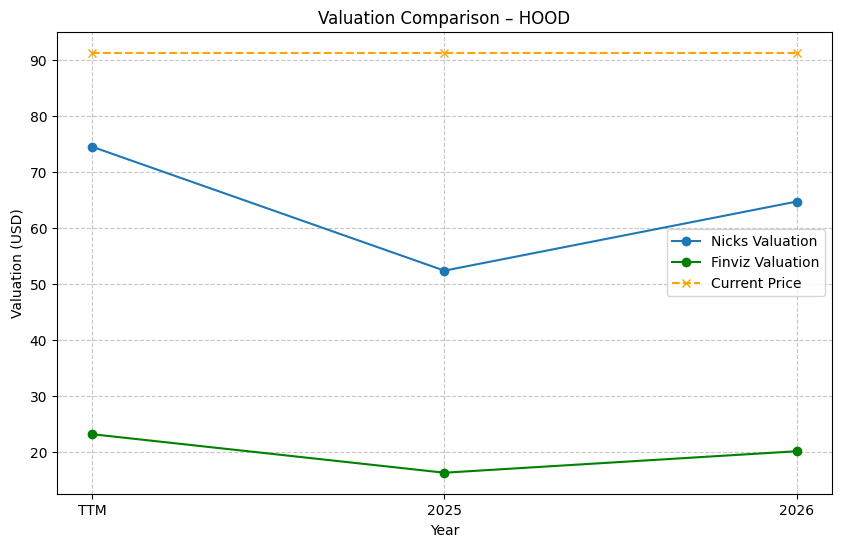 Valuation Comparison – HOOD
Valuation (USD)
90
80
70
60
50
40
30
20
TTM
2025
2026
Year
Nicks Valuation
Finviz Valuation
Current Price